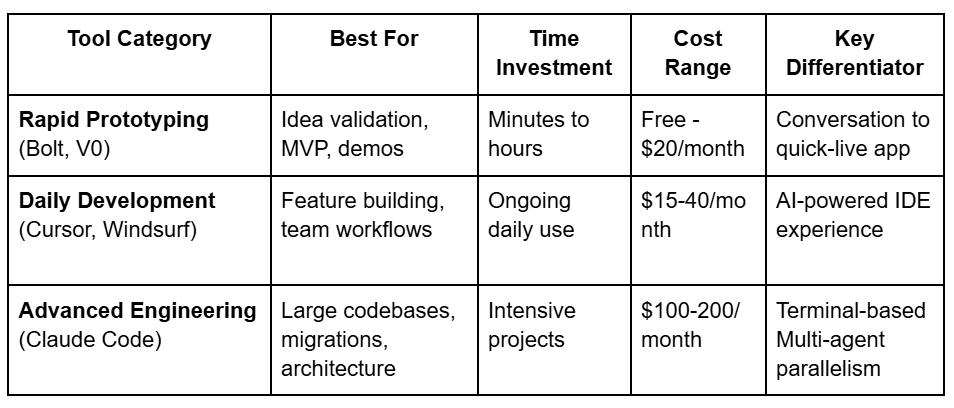 Tool Category
Best For
Time
Investment
Cost
Range
Key
Differentiator
Rapid Prototyping
(Bolt, V0)
Idea validation,
MVP, demos
Minutes to
hours
Free -
$20/month
Conversation to
quick-live app
Daily Development
(Cursor, Windsurf)
Feature building,
team workflows
Ongoing
daily use
$15-40/mo
nth
AI-powered IDE
experience
Advanced Engineering
(Claude Code)
Large codebases,
migrations,
architecture
Intensive
projects
$100-200/
month
Terminal-based
Multi-agent
parallelism